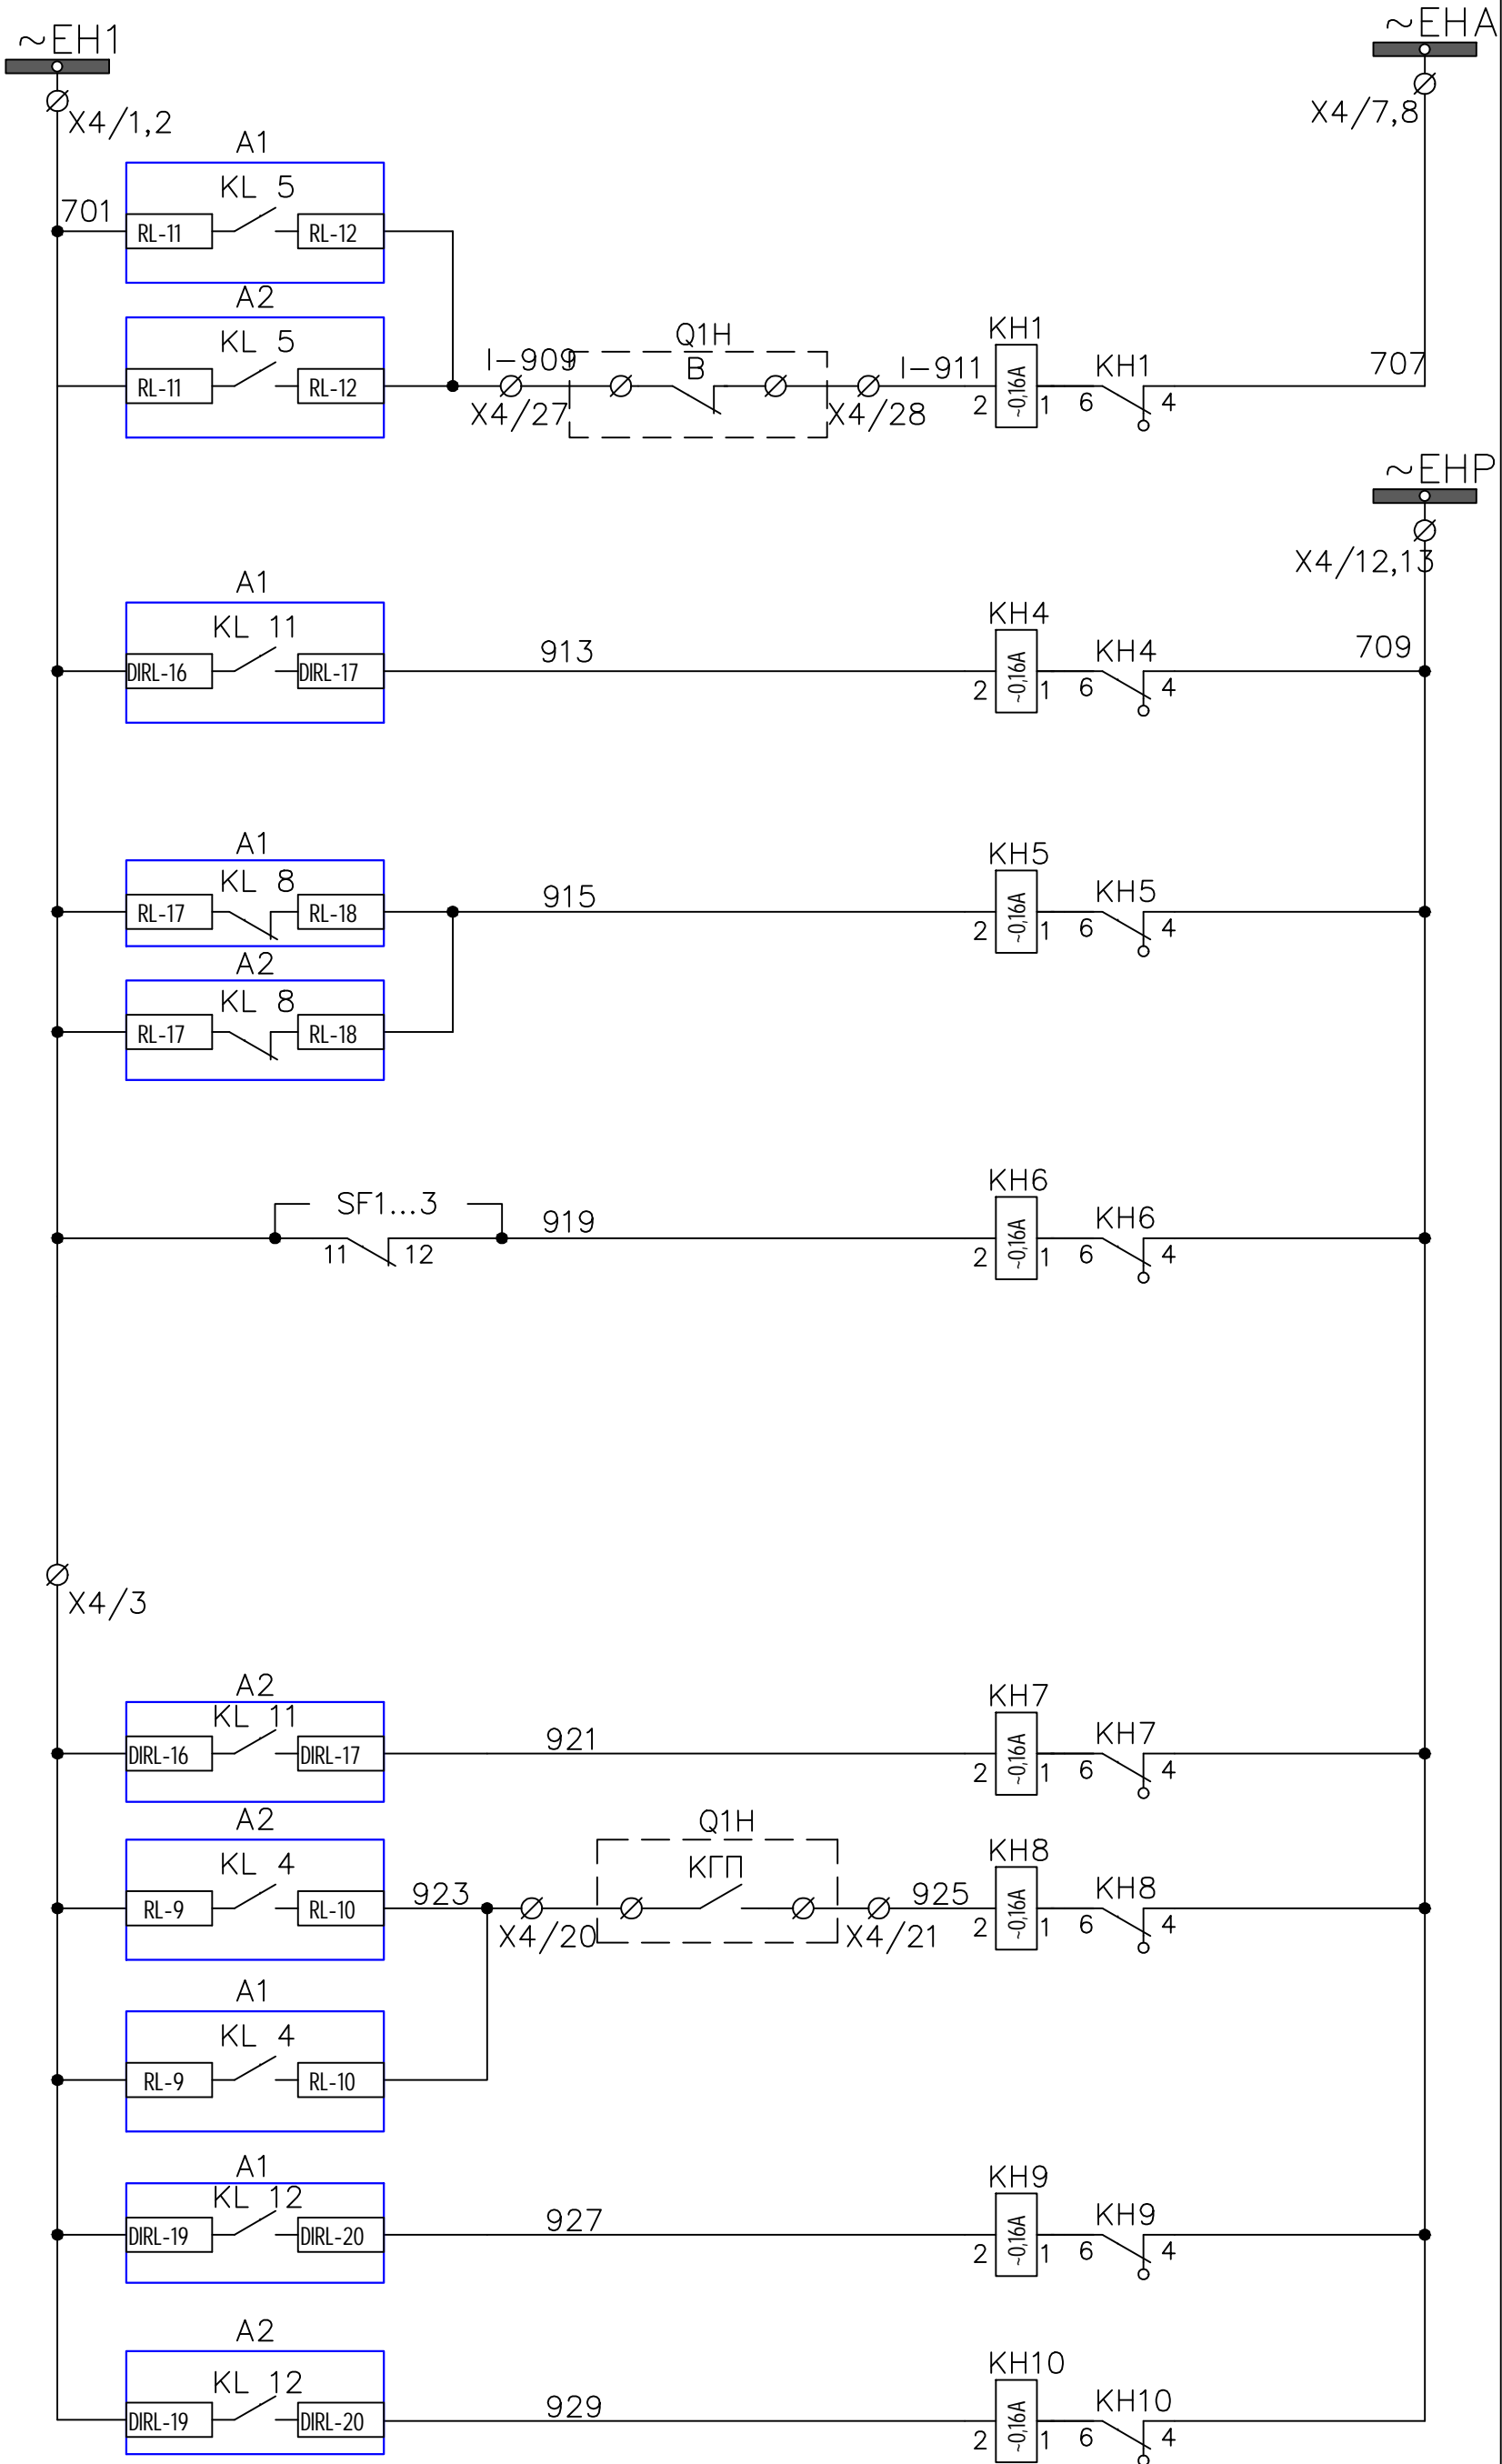 ~EH1
~EHA
X4/1,2
X4/7,8
A1
KL 5
701
RL-11
RL-12
A2
KL 5
RL-11
RL-12
I-909
X4/27
Q1H
B
X4/28
I-911
KH1
2
~0,16A
1
KH1
6
4
707
~EHP
X4/12,13
A1
KL 11
DIRL-16
DIRL-17
913
KH4
2
~0,16A
1
KH4
6
4
709
A1
KL 8
RL-17
RL-18
915
KH5
2
~0,16A
1
KH5
6
4
A2
KL 8
RL-17
RL-18
SF1...3
11
12
919
KH6
2
~0,16A
1
KH6
6
4
X4/3
A2
KL 11
DIRL-16
DIRL-17
921
KH7
2
~0,16A
1
KH7
6
4
A2
KL 4
RL-9
RL-10
923
X4/20
Q1H
КГП
X4/21
925
KH8
2
~0,16A
1
KH8
6
4
A1
KL 4
RL-9
RL-10
A1
KL 12
DIRL-19
DIRL-20
927
KH9
2
~0,16A
1
KH9
6
4
A2
KL 12
DIRL-19
DIRL-20
929
KH10
2
~0,16A
1
KH10
6
4